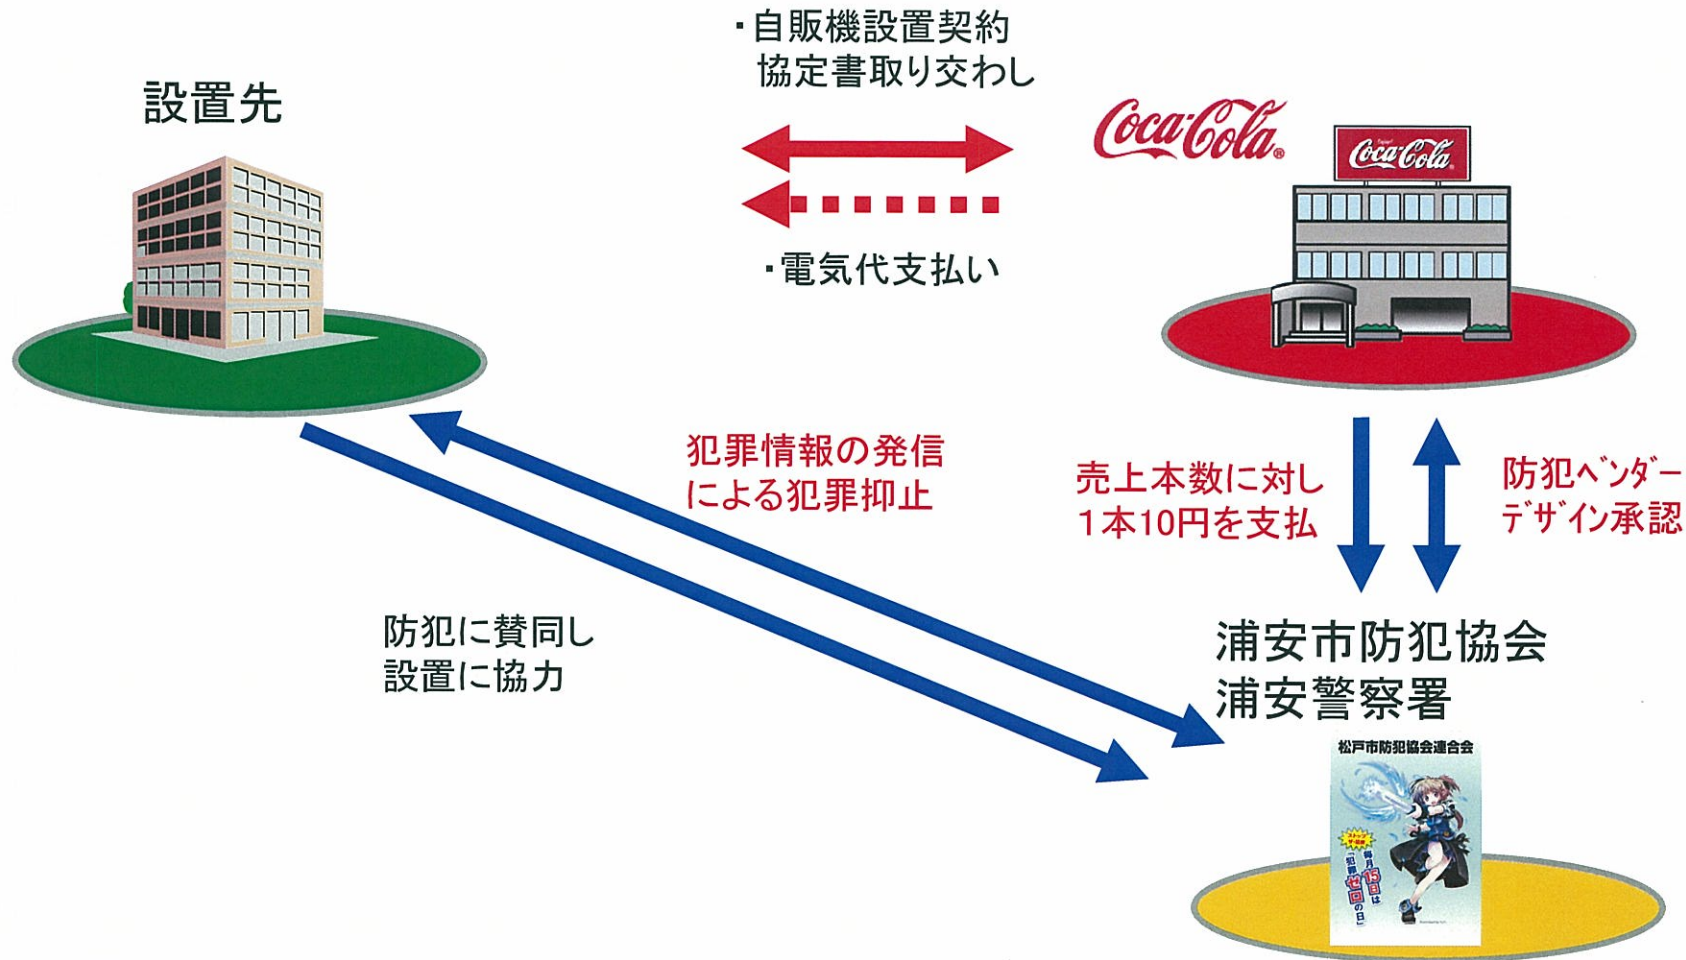 ・自販機設置契約
協定書取り交わし
設置先
Coca-Cola®
Coca-Cola
・電気代支払い
犯罪情報の発信
による犯罪抑止
売上本数に対し
1本10円を支払
防犯ﾍﾞﾝﾀﾞｰ
ﾃﾞｻﾞｲﾝ承認
防犯に賛同し
設置に協力
浦安市防犯協会
浦安警察署
松戸市防犯協会連合会
毎月15日は
「犯罪ゼロの日」